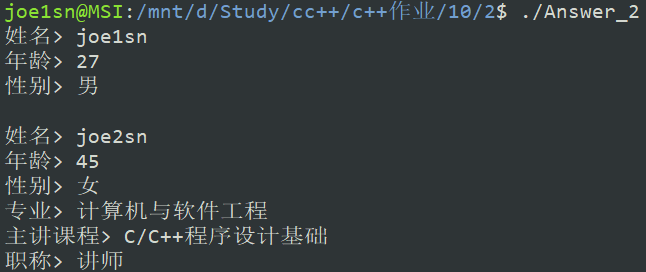 joe1sn@MSI:/mnt/d/Study/cc++/c++作业/10/2$ ./Answer_2
姓名> joe1sn
年龄> 27
性别> 男
姓名> joe2sn
年龄> 45
性别> 女
专业> 计算机与软件工程
主讲课程> C/C++程序设计基础
职称> 讲师